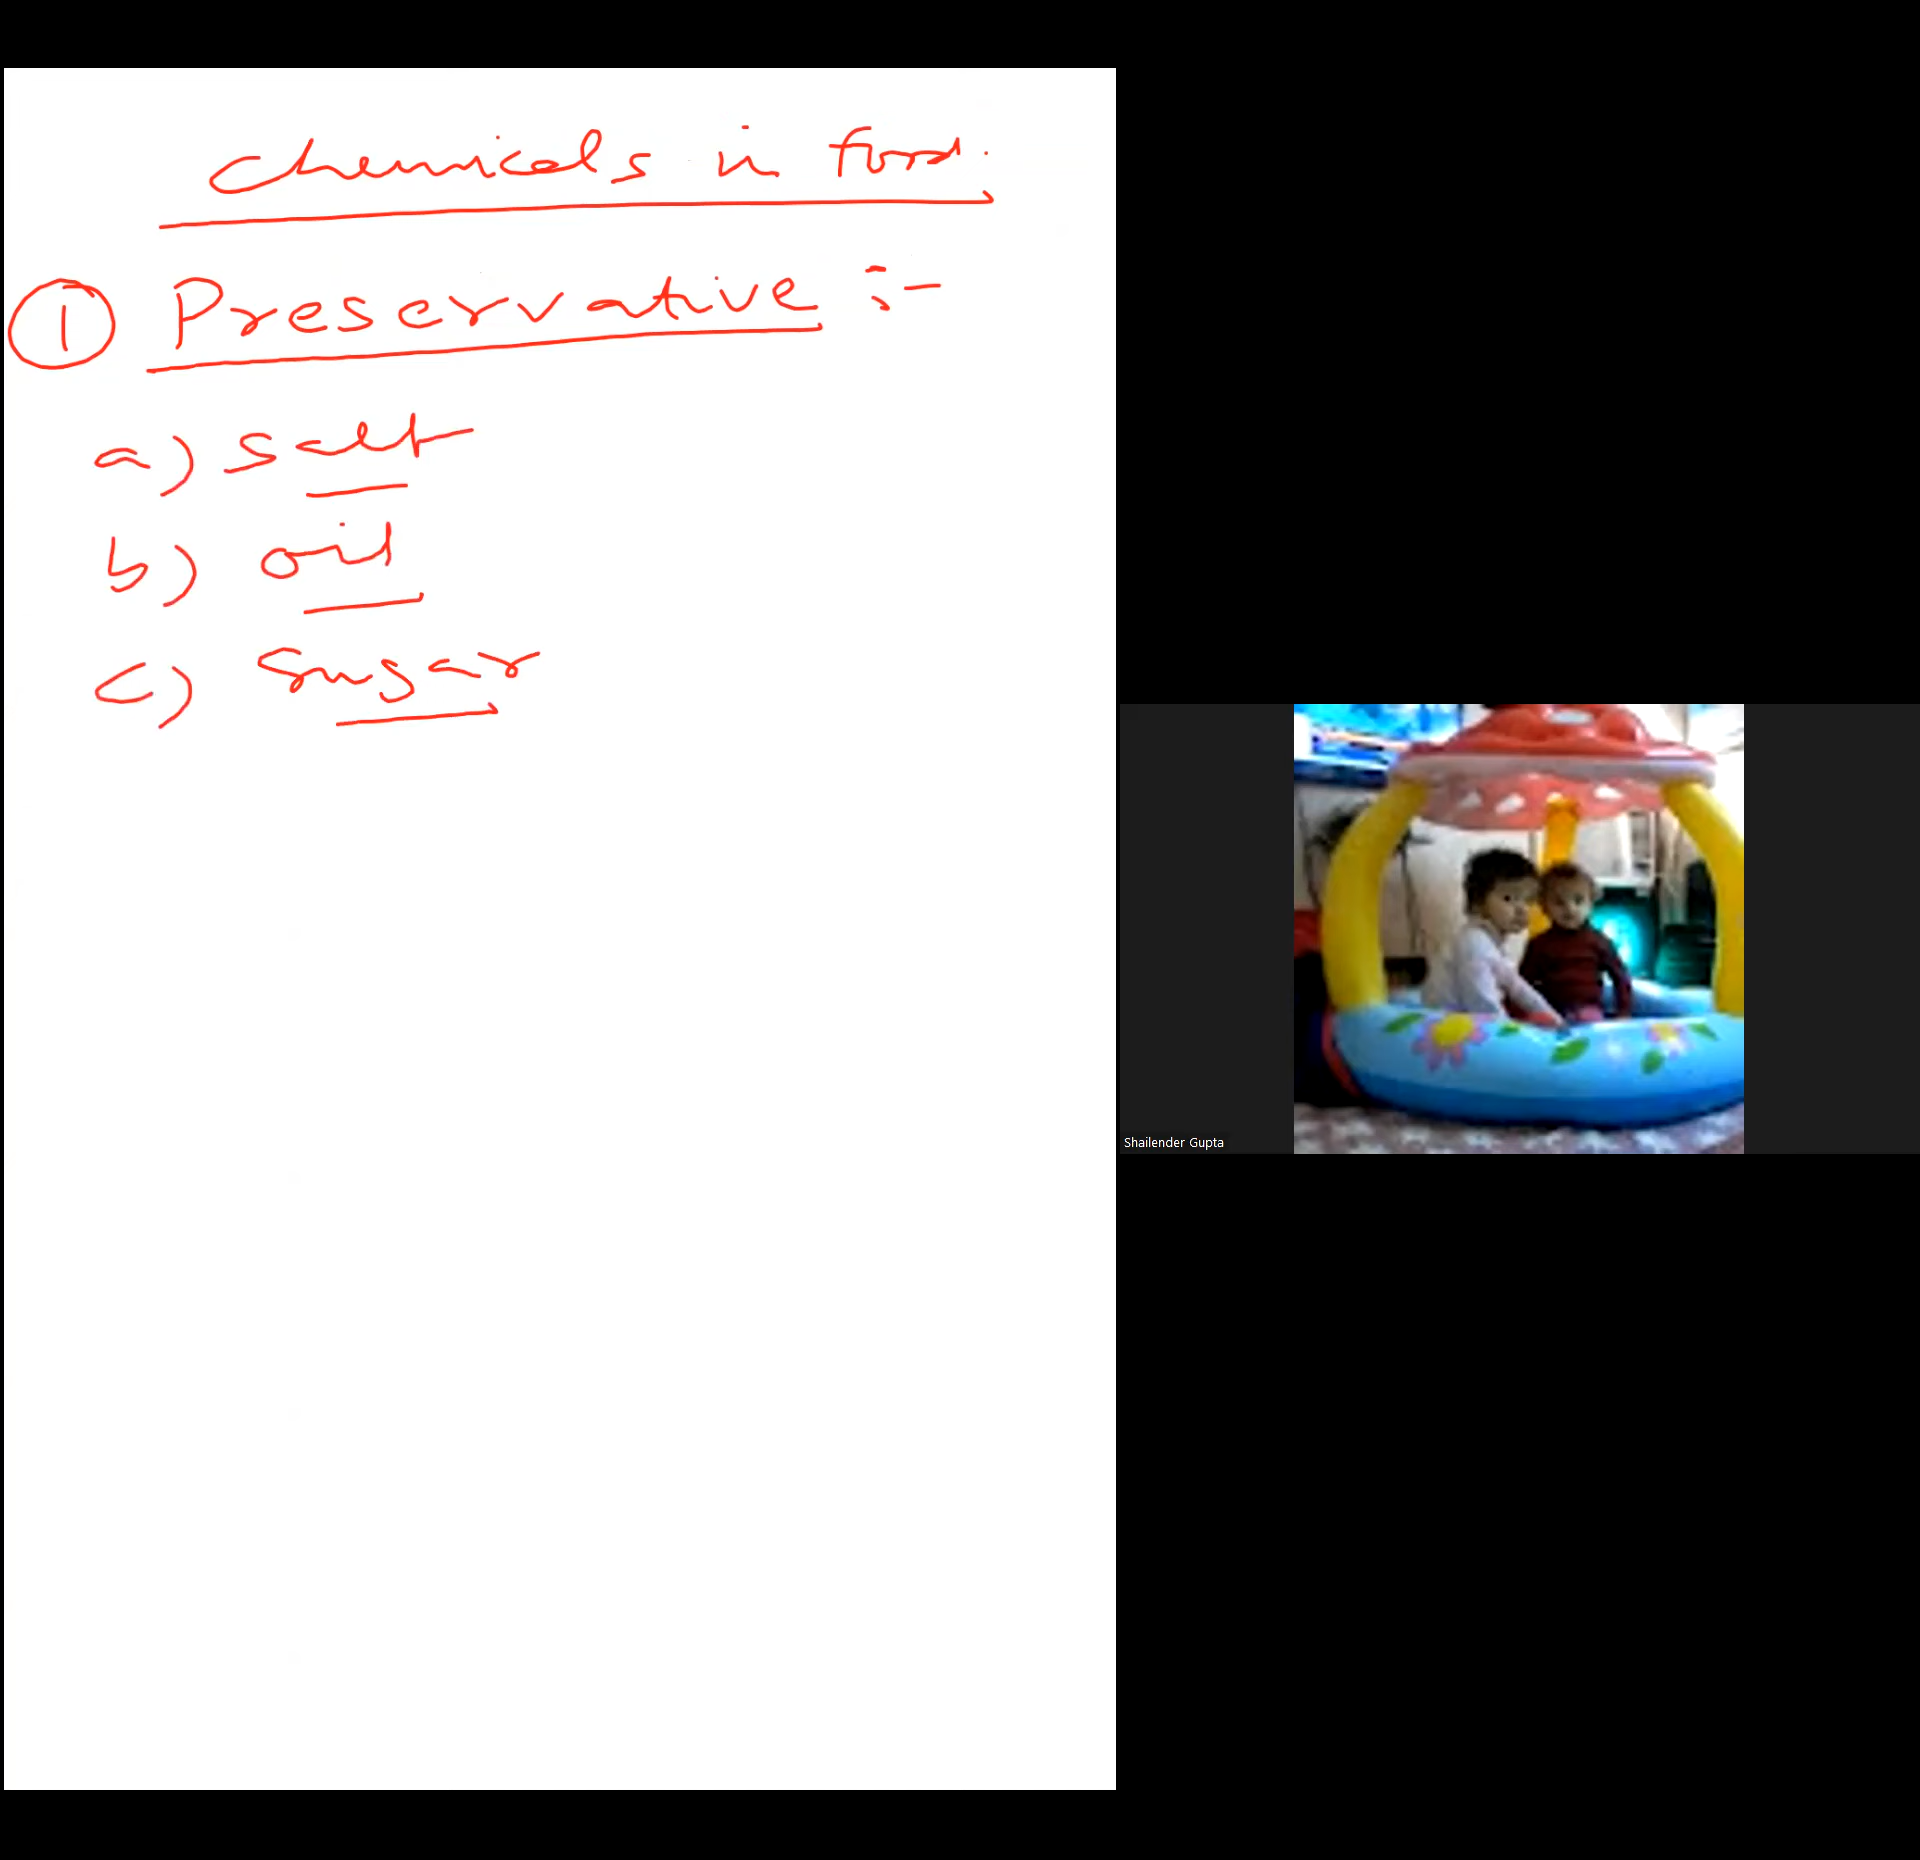 Chemicals in food.
① Preservative :-
a) Salt
b) oil
c) Sugar
Shailender Gupta